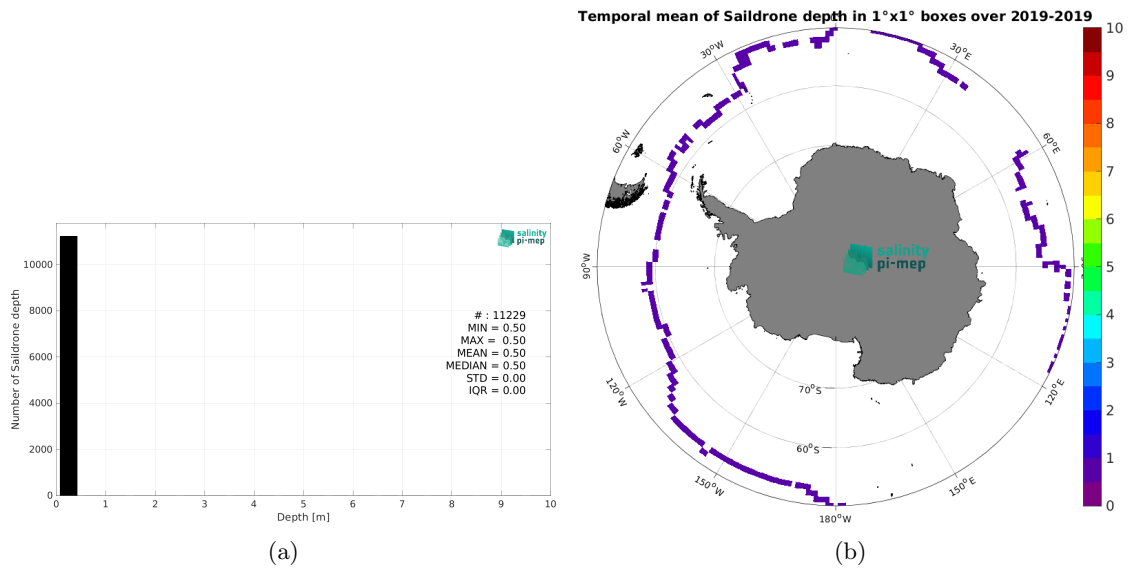 salinity
pi-mep
10000
8000
6000
4000
2000
0
Number of Saildrone depth
# : 11229
MIN = 0.50
MAX = 0.50
MEAN = 0.50
MEDIAN = 0.50
STD = 0.00
IQR = 0.00
0 1 2 3 4 5 6 7 8 9 10
Depth [m]
(a)
Temporal mean of Saildrone depth in 1°x1° boxes over 2019-2019
30°W
30°E
60°W
60°E
90°W
120°W
120°E
150°W
150°E
180°W
70°S
60°S
salinity
pi-mep
10
9
8
7
6
5
4
3
2
1
0
(b)